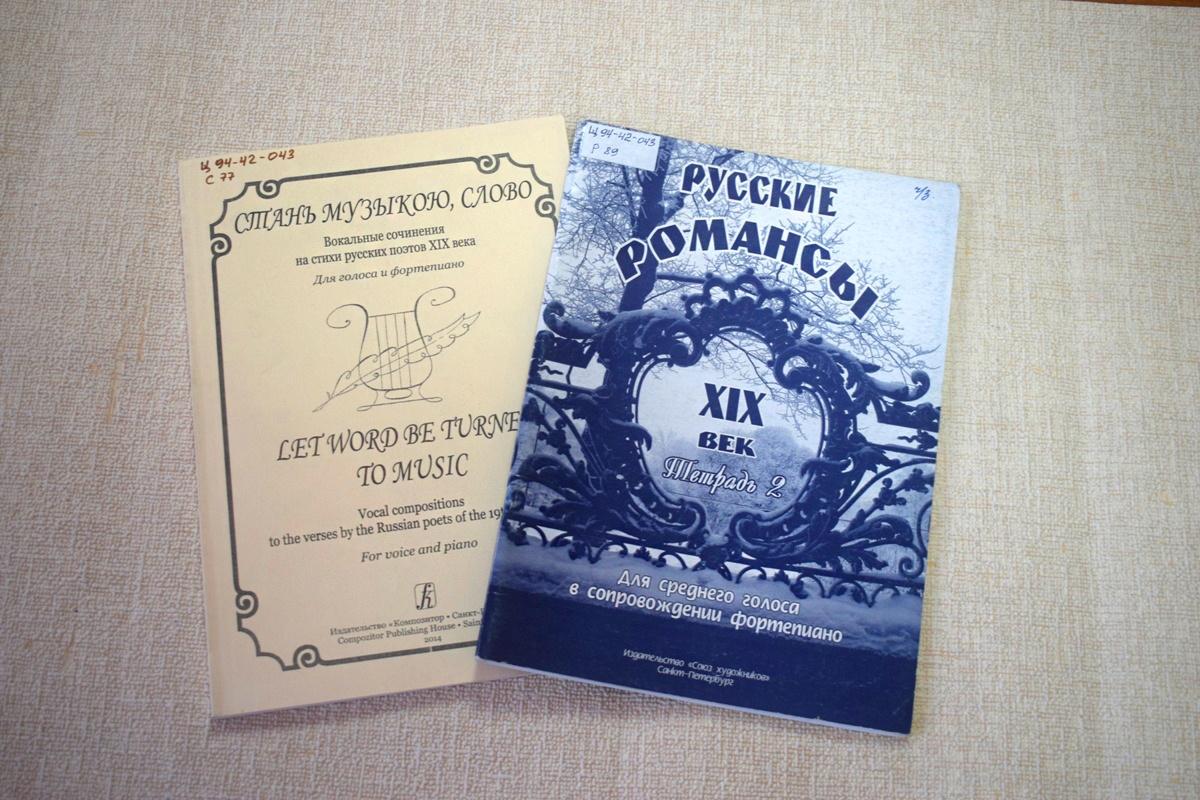 Ц 94-42-043
С 77
СТАНЬ МУЗЫКОЮ, СЛОВО
Вокальные сочинения
на стихи русских поэтов XIX века
Для голоса и фортепиано
LET WORD BE TURNE
TO MUSIC
Vocal compositions
to the verses by the Russian poets of the 19
For voice and piano
Издательство «Композитор • Санкт-
Compozitor Publishing House • Sain
2014
Ц 94-42-043
Р 89
ч/з
РУССКИЕ
РОМАНСЫ
XIX
ВЕК
Тетрадь 2
Для среднего голоса
в сопровождении фортепиано
Издательство «Союз художников»
Санкт-Петербург